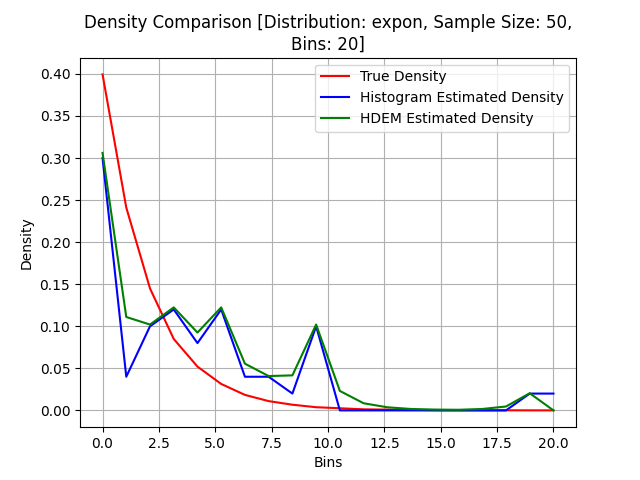 Density Comparison [Distribution: expon, Sample Size: 50,
Bins: 20]
True Density
Histogram Estimated Density
HDEM Estimated Density
Density
0.40
0.35
0.30
0.25
0.20
0.15
0.10
0.05
0.00
0.0 2.5 5.0 7.5 10.0 12.5 15.0 17.5 20.0
Bins